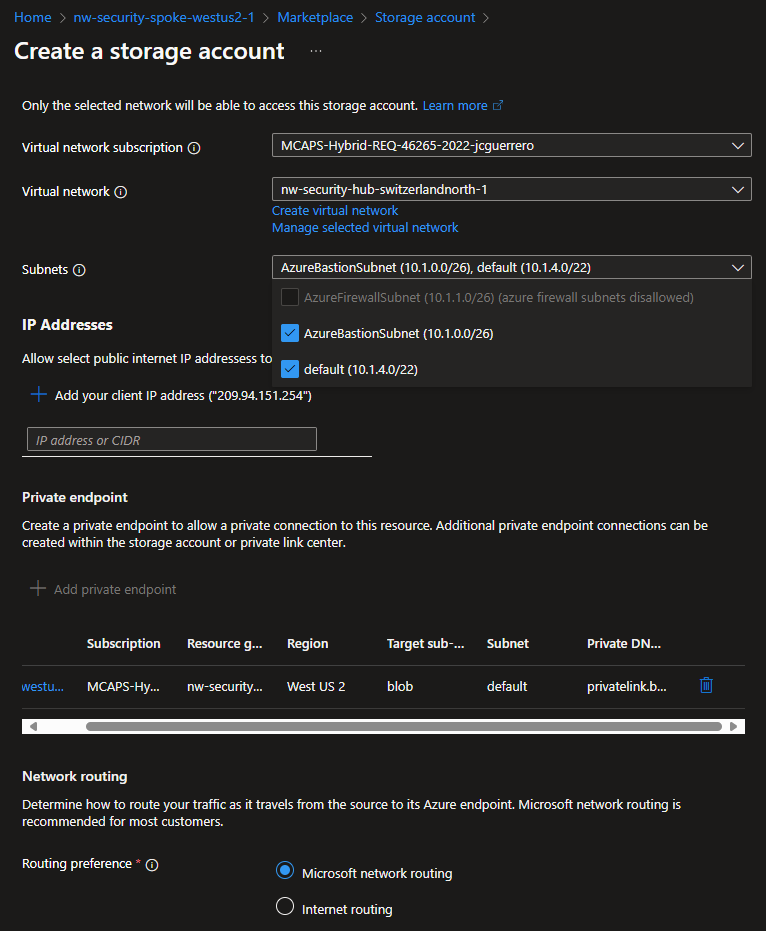 Home > nw-security-spoke-westus2-1 > Marketplace > Storage account >
Create a storage account ...
Only the selected network will be able to access this storage account. Learn more
Virtual network subscription
MCAPS-Hybrid-REQ-46265-2022-jcguerrero
Virtual network
nw-security-hub-switzerlandnorth-1
Create virtual network
Manage selected virtual network
Subnets
AzureBastionSubnet (10.1.0.0/26), default (10.1.4.0/22)
AzureFirewallSubnet (10.1.1.0/26) (azure firewall subnets disallowed)
AzureBastionSubnet (10.1.0.0/26)
default (10.1.4.0/22)
IP Addresses
Allow select public internet IP addressess to
+ Add your client IP address ("209.94.151.254")
IP address or CIDR
Private endpoint
Create a private endpoint to allow a private connection to this resource. Additional private endpoint connections can be
created within the storage account or private link center.
+ Add private endpoint
Subscription Resource g... Region Target sub-... Subnet Private DN...
westu... MCAPS-Hy... nw-security... West US 2 blob default privatelink.b...
Network routing
Determine how to route your traffic as it travels from the source to its Azure endpoint. Microsoft network routing is
recommended for most customers.
Routing preference *
Microsoft network routing
Internet routing